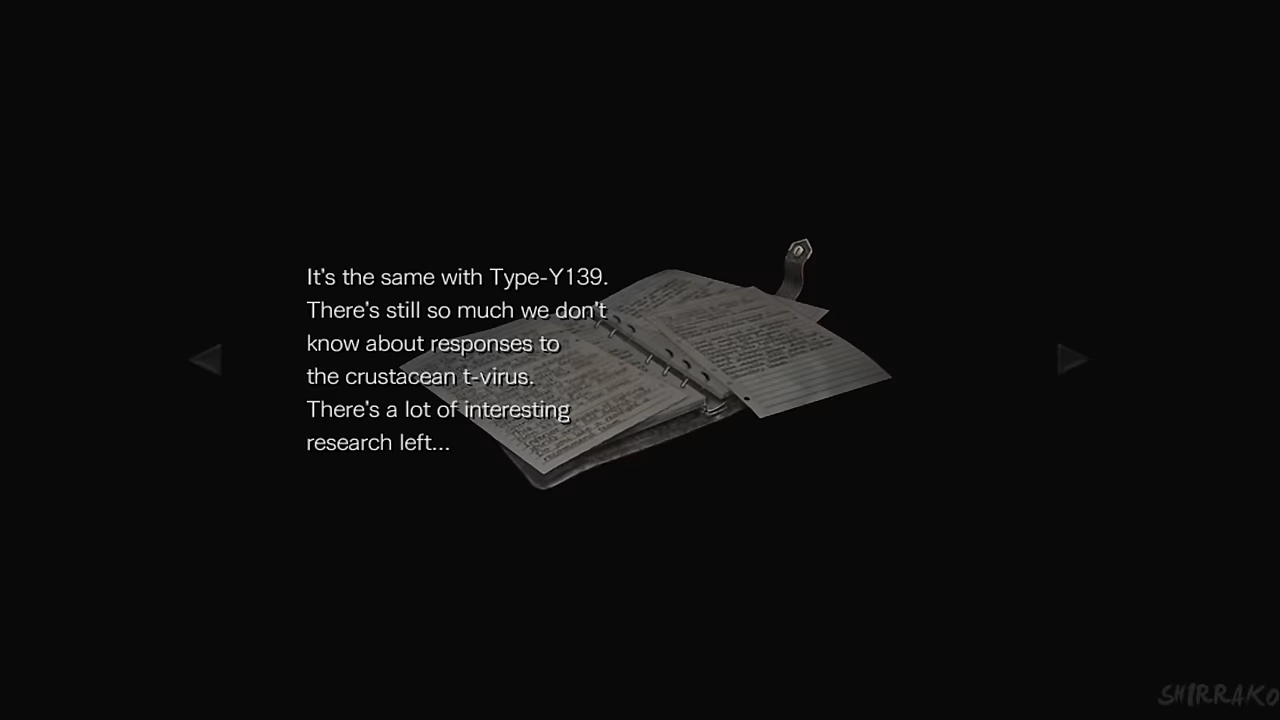 It's the same with Type-Y139.
There's still so much we don't
know about responses to
the crustacean t-virus.
There's a lot of interesting
research left...
SHIRRAKO